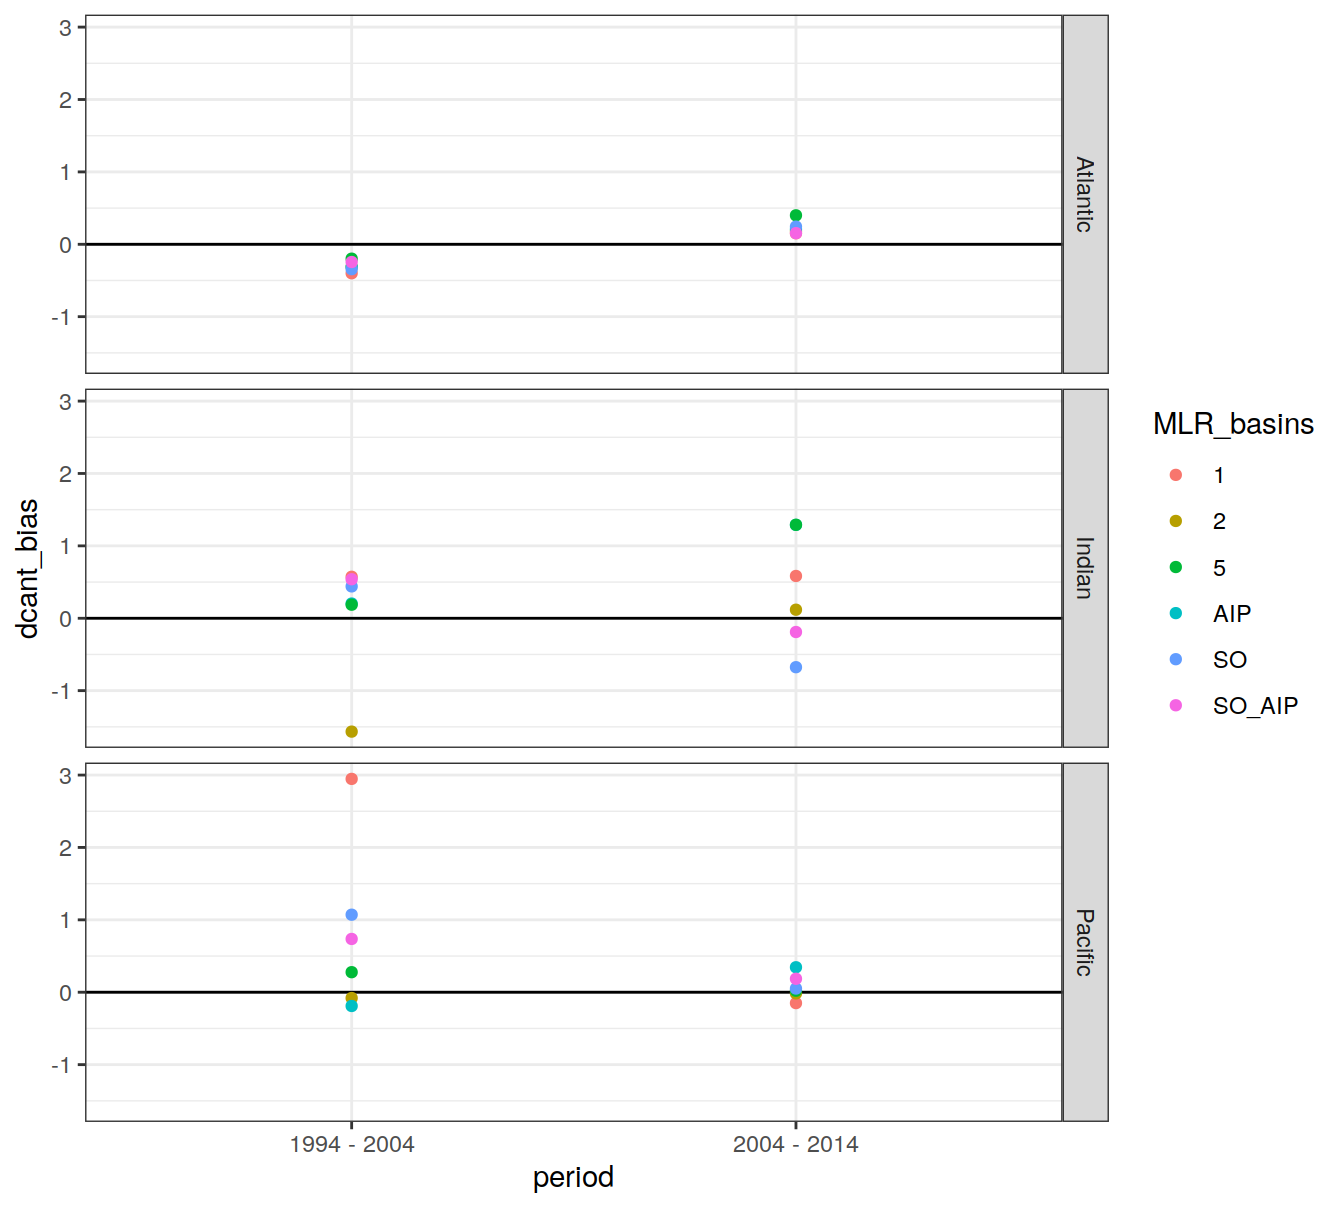 3
2
1
0
-1
Atlantic
3
2
1
0
-1
Indian
3
2
1
0
-1
Pacific
dcant_bias
1994 - 2004
2004 - 2014
period
MLR_basins
1
2
5
AIP
SO
SO_AIP